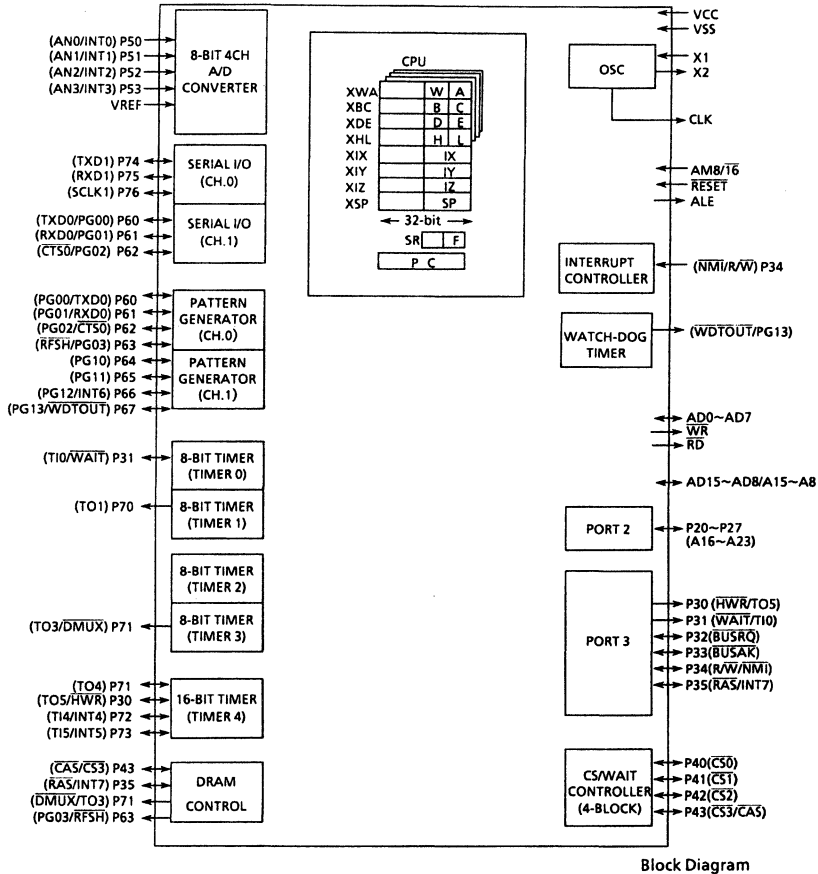 (AN0/INT0) P50
(AN1/INT1) P51
(AN2/INT2) P52
(AN3/INT3) P53
VREF
8-BIT 4CH
A/D
CONVERTER
(TXD1) P74
(RXD1) P75
(SCLK1) P76
SERIAL I/O
(CH.0)
(TXD0/PG00) P60
(RXD0/PG01) P61
(CTS0/PG02) P62
SERIAL I/O
(CH.1)
(PG00/TXD0) P60
(PG01/RXD0) P61
(PG02/CTS0) P62
(RFSH/PG03) P63
PATTERN
GENERATOR
(CH.0)
(PG10) P64
(PG11) P65
(PG12/INT6) P66
(PG13/WDTOUT) P67
PATTERN
GENERATOR
(CH.1)
(TI0/WAIT) P31
8-BIT TIMER
(TIMER 0)
(TO1) P70
8-BIT TIMER
(TIMER 1)
8-BIT TIMER
(TIMER 2)
(TO3/DMUX) P71
8-BIT TIMER
(TIMER 3)
(TO4) P71
(TO5/HWR) P30
(TI4/INT4) P72
(TI5/INT5) P73
16-BIT TIMER
(TIMER 4)
(CAS/CS3) P43
(RAS/INT7) P35
(DMUX/TO3) P71
(PG03/RFSH) P63
DRAM
CONTROL
CPU
XWA W A
XBC B C
XDE D E
XHL H L
XIX IX
XIY IY
XIZ IZ
XSP SP
32-bit
SR F
P C
VCC
VSS
OSC
X1
X2
CLK
AM8/16
RESET
ALE
INTERRUPT
CONTROLLER
(NMI/R/W) P34
WATCH-DOG
TIMER
(WDTOUT/PG13)
AD0~AD7
WR
RD
AD15~AD8/A15~A8
PORT 2
P20~P27
(A16~A23)
PORT 3
P30 (HWR/TO5)
P31 (WAIT/TI0)
P32(BUSRQ)
P33(BUSAK)
P34(R/W/NMI)
P35(RAS/INT7)
CS/WAIT
CONTROLLER
(4-BLOCK)
P40(CS0)
P41(CS1)
P42(CS2)
P43(CS3/CAS)
Block Diagram